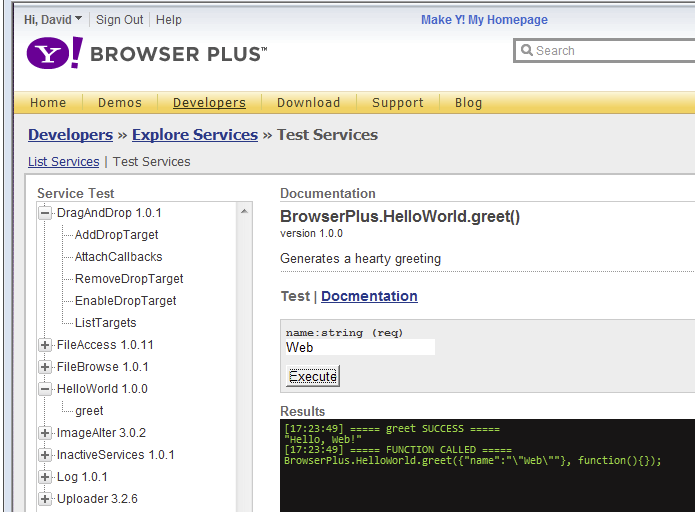 Hi, David Sign Out Help Make Y! My Homepage
Y! BROWSER PLUS™
Search
Home Demos Developers Download Support Blog
Developers » Explore Services » Test Services
List Services | Test Services
Service Test
DragAndDrop 1.0.1
AddDropTarget
AttachCallbacks
RemoveDropTarget
EnableDropTarget
ListTargets
FileAccess 1.0.11
FileBrowse 1.0.1
HelloWorld 1.0.0
greet
ImageAlter 3.0.2
InactiveServices 1.0.1
Log 1.0.1
Uploader 3.2.6
Documentation
BrowserPlus.HelloWorld.greet()
version 1.0.0
Generates a hearty greeting
Test | Docmentation
name:string (req)
Web
Execute
Results
[17:23:49] ===== greet SUCCESS =====
"Hello, Web!"
[17:23:49] ===== FUNCTION CALLED =====
BrowserPlus.HelloWorld.greet({"name":"\"Web\""}, function(){});